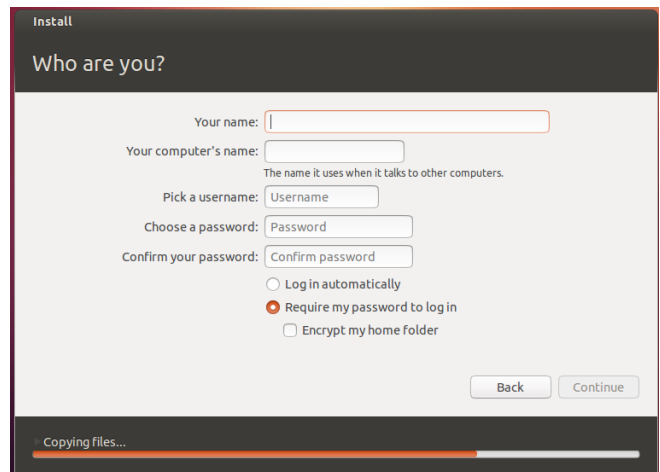 Install
Who are you?
Your name:
Your computer's name:
The name it uses when it talks to other computers.
Pick a username: Username
Choose a password: Password
Confirm your password: Confirm password
Log in automatically
Require my password to log in
Encrypt my home folder
Back Continue
Copying files...